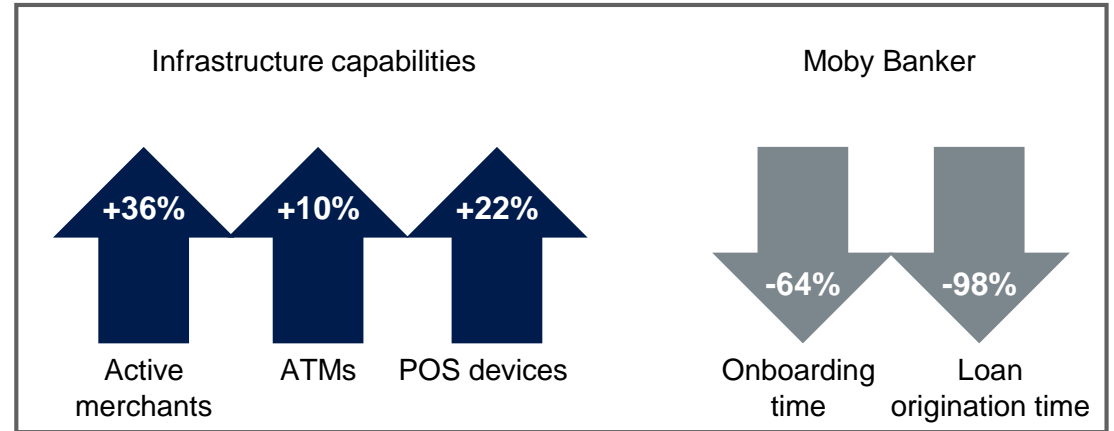 Infrastructure capabilities
Moby Banker
+36%
+10%
+22%
-64%
-98%
Active
merchants
ATMs
POS devices
Onboarding
time
Loan
origination time